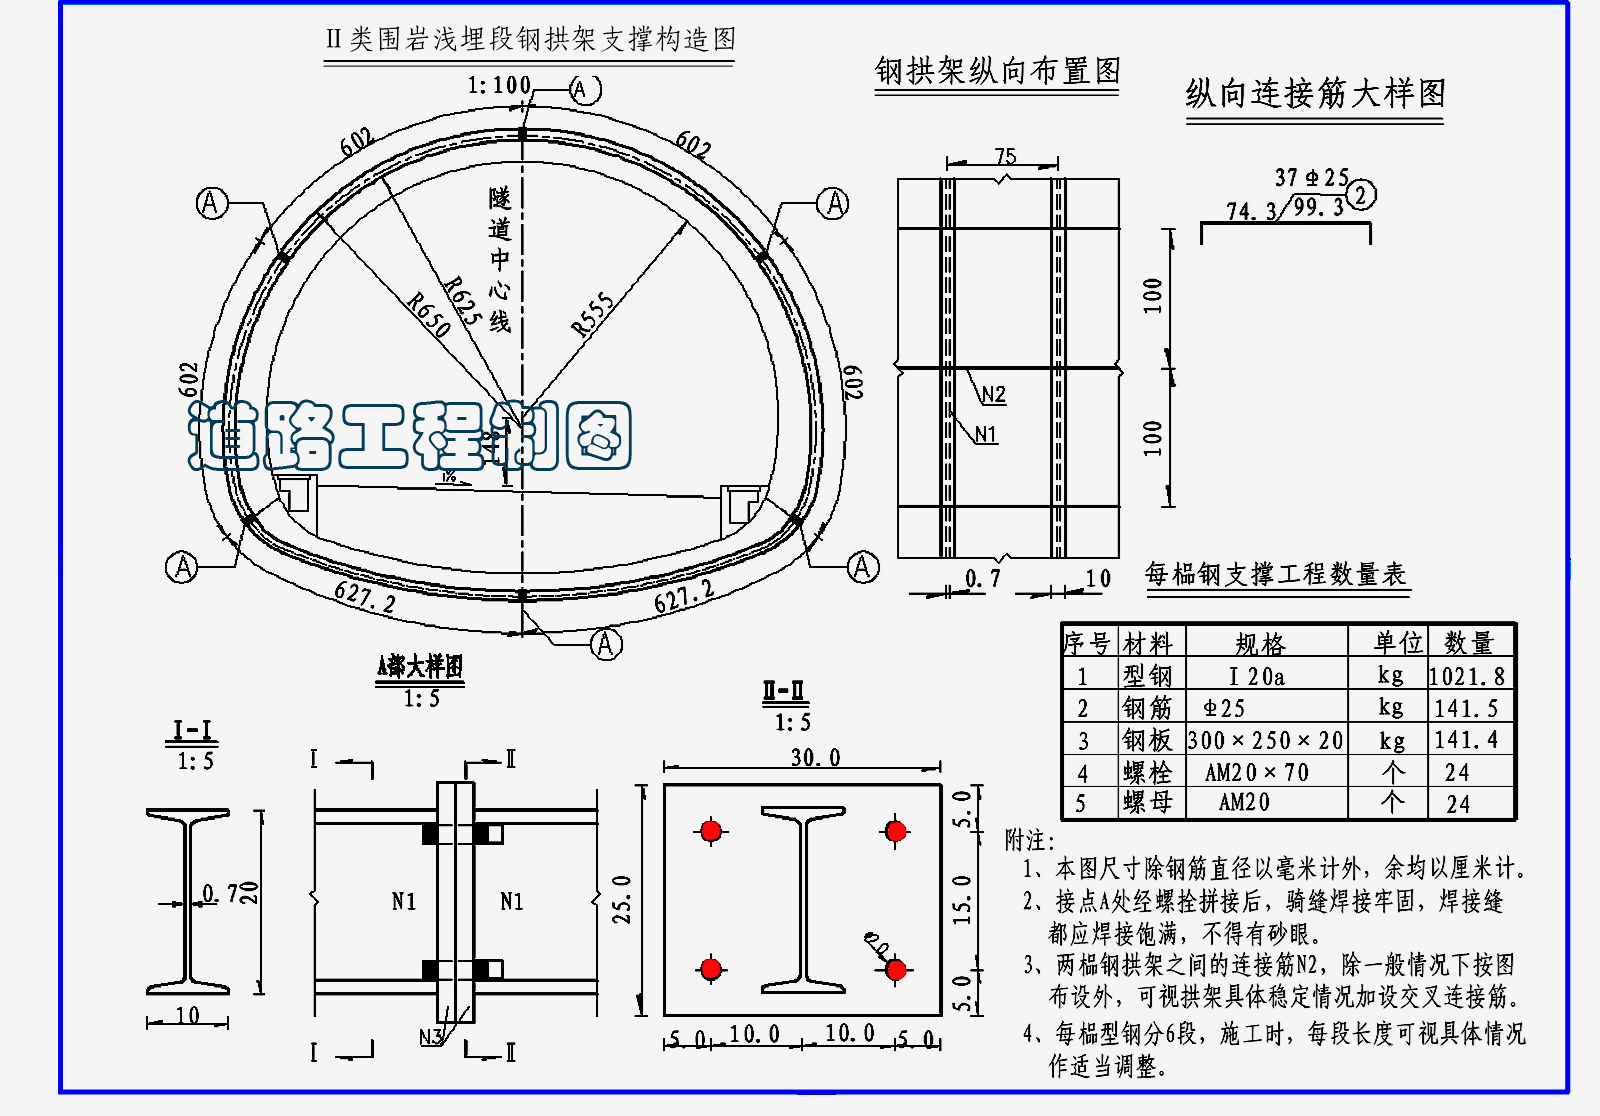 Ⅱ类围岩浅埋段钢拱架支撑构造图
1:100
A
602
602
A
A
隧道中心线
R650
R625
R555
602
602
道路工程制图
148
1%
A
A
627.2
627.2
A
钢拱架纵向布置图
75
100
N2
N1
100
0.7
10
纵向连接筋大样图
37Φ25
74.3/99.3
2
A部大样图
1:5
Ⅰ-Ⅰ
1:5
0.7
20
10
Ⅰ
Ⅱ
N1
N1
N3
Ⅰ
Ⅱ
Ⅱ-Ⅱ
1:5
30.0
25.0
5.0
15.0
5.0
Φ20
5.0
10.0
10.0
5.0
每榀钢支撑工程数量表
序号 材料 规格 单位 数量
1 型钢 I20a kg 1021.8
2 钢筋 Φ25 kg 141.5
3 钢板 300×250×20 kg 141.4
4 螺栓 AM20×70 个 24
5 螺母 AM20 个 24
附注:
1、本图尺寸除钢筋直径以毫米计外，余均以厘米计。
2、接点A处经螺栓拼接后，骑缝焊接牢固，焊接缝
都应焊接饱满，不得有砂眼。
3、两榀钢拱架之间的连接筋N2，除一般情况下按图
布设外，可视拱架具体稳定情况加设交叉连接筋。
4、每榀型钢分6段，施工时，每段长度可视具体情况
作适当调整。